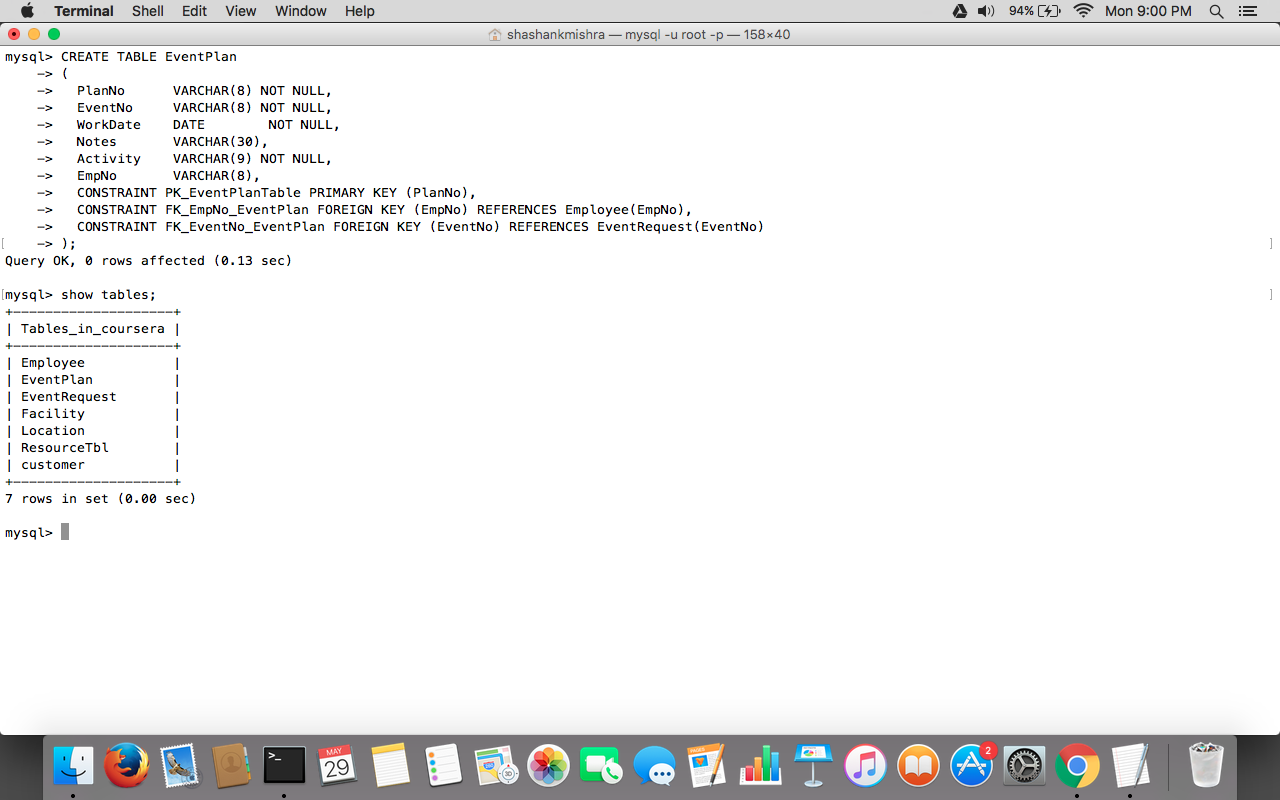 Terminal Shell Edit View Window Help 94% Mon 9:00 PM
shashankmishra — mysql -u root -p — 158×40
mysql> CREATE TABLE EventPlan
    -> (
    ->   PlanNo      VARCHAR(8) NOT NULL,
    ->   EventNo     VARCHAR(8) NOT NULL,
    ->   WorkDate    DATE        NOT NULL,
    ->   Notes       VARCHAR(30),
    ->   Activity    VARCHAR(9) NOT NULL,
    ->   EmpNo       VARCHAR(8),
    ->   CONSTRAINT PK_EventPlanTable PRIMARY KEY (PlanNo),
    ->   CONSTRAINT FK_EmpNo_EventPlan FOREIGN KEY (EmpNo) REFERENCES Employee(EmpNo),
    ->   CONSTRAINT FK_EventNo_EventPlan FOREIGN KEY (EventNo) REFERENCES EventRequest(EventNo)
[    -> ); ]
Query OK, 0 rows affected (0.13 sec)
[mysql> show tables; ]
+--------------------+
| Tables_in_coursera |
+--------------------+
| Employee           |
| EventPlan          |
| EventRequest       |
| Facility           |
| Location           |
| ResourceTbl        |
| customer           |
+--------------------+
7 rows in set (0.00 sec)
mysql>
>_
MAY
29
3D
PAGES
2